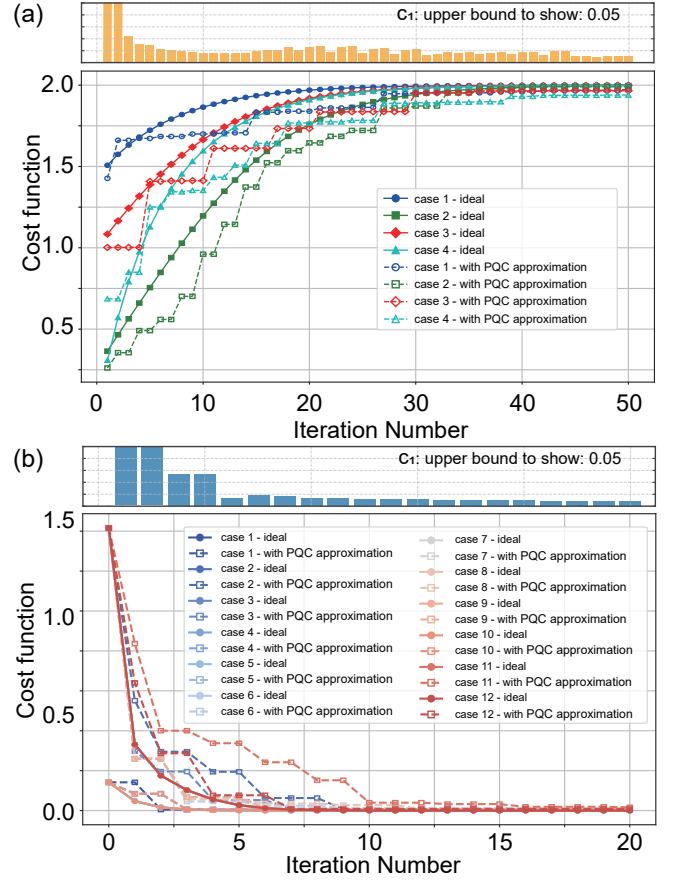 (a)
C₁: upper bound to show: 0.05
2.0
1.5
1.0
0.5
Cost function
case 1 - ideal
case 2 - ideal
case 3 - ideal
case 4 - ideal
case 1 - with PQC approximation
case 2 - with PQC approximation
case 3 - with PQC approximation
case 4 - with PQC approximation
0 10 20 30 40 50
Iteration Number
(b)
C₁: upper bound to show: 0.05
1.5
1.0
0.5
0.0
Cost function
case 1 - ideal
case 1 - with PQC approximation
case 2 - ideal
case 2 - with PQC approximation
case 3 - ideal
case 3 - with PQC approximation
case 4 - ideal
case 4 - with PQC approximation
case 5 - ideal
case 5 - with PQC approximation
case 6 - ideal
case 6 - with PQC approximation
case 7 - ideal
case 7 - with PQC approximation
case 8 - ideal
case 8 - with PQC approximation
case 9 - ideal
case 9 - with PQC approximation
case 10 - ideal
case 10 - with PQC approximation
case 11 - ideal
case 11 - with PQC approximation
case 12 - ideal
case 12 - with PQC approximation
0 5 10 15 20
Iteration Number